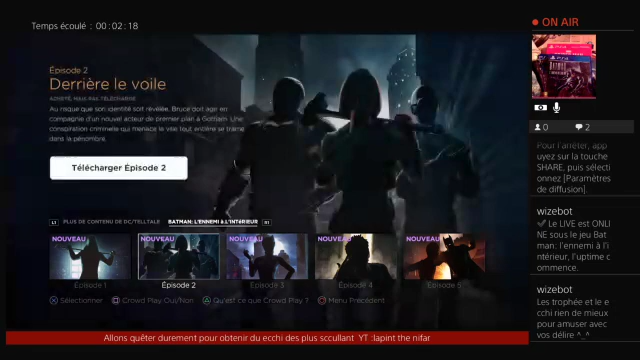 Temps écoulé : 00:02:18
ON AIR
Épisode 2
Derrière le voile
ACHETÉ, MAIS PAS TÉLÉCHARGÉ
Au risque que son identité soit révélée, Bruce doit agir en
compagnie d'un nouvel acteur de premier plan à Gotham. Une
conspiration criminelle qui menace la ville tout entière se trame
dans la pénombre.
Télécharger Épisode 2
L1 PLUS DE CONTENU DE DC/TELLTALE BATMAN: L'ENNEMI À L'INTÉRIEUR R1
NOUVEAU NOUVEAU NOUVEAU NOUVEAU NOUVEAU
Épisode 1 Épisode 2 Épisode 3 Épisode 4 Épisode 5
Sélectionner Crowd Play Oui/Non Qu'est ce que Crowd Play ? Menu Précédent
Allons quêter durement pour obtenir du ecchi des plus sccullant YT :lapint the nifar
PS4
BATMAN
0 2
Pour l'arrêter, app
uyez sur la touche
SHARE, puis sélecti
onnez [Paramètres
de diffusion].
wizebot
✔ Le LIVE est ONLI
NE sous le jeu Bat
man: l'ennemi à l'i
ntérieur, l'uptime c
ommence.
wizebot
Les trophée et le e
cchi rien de mieux
pour amuser avec
vos délire ^_^